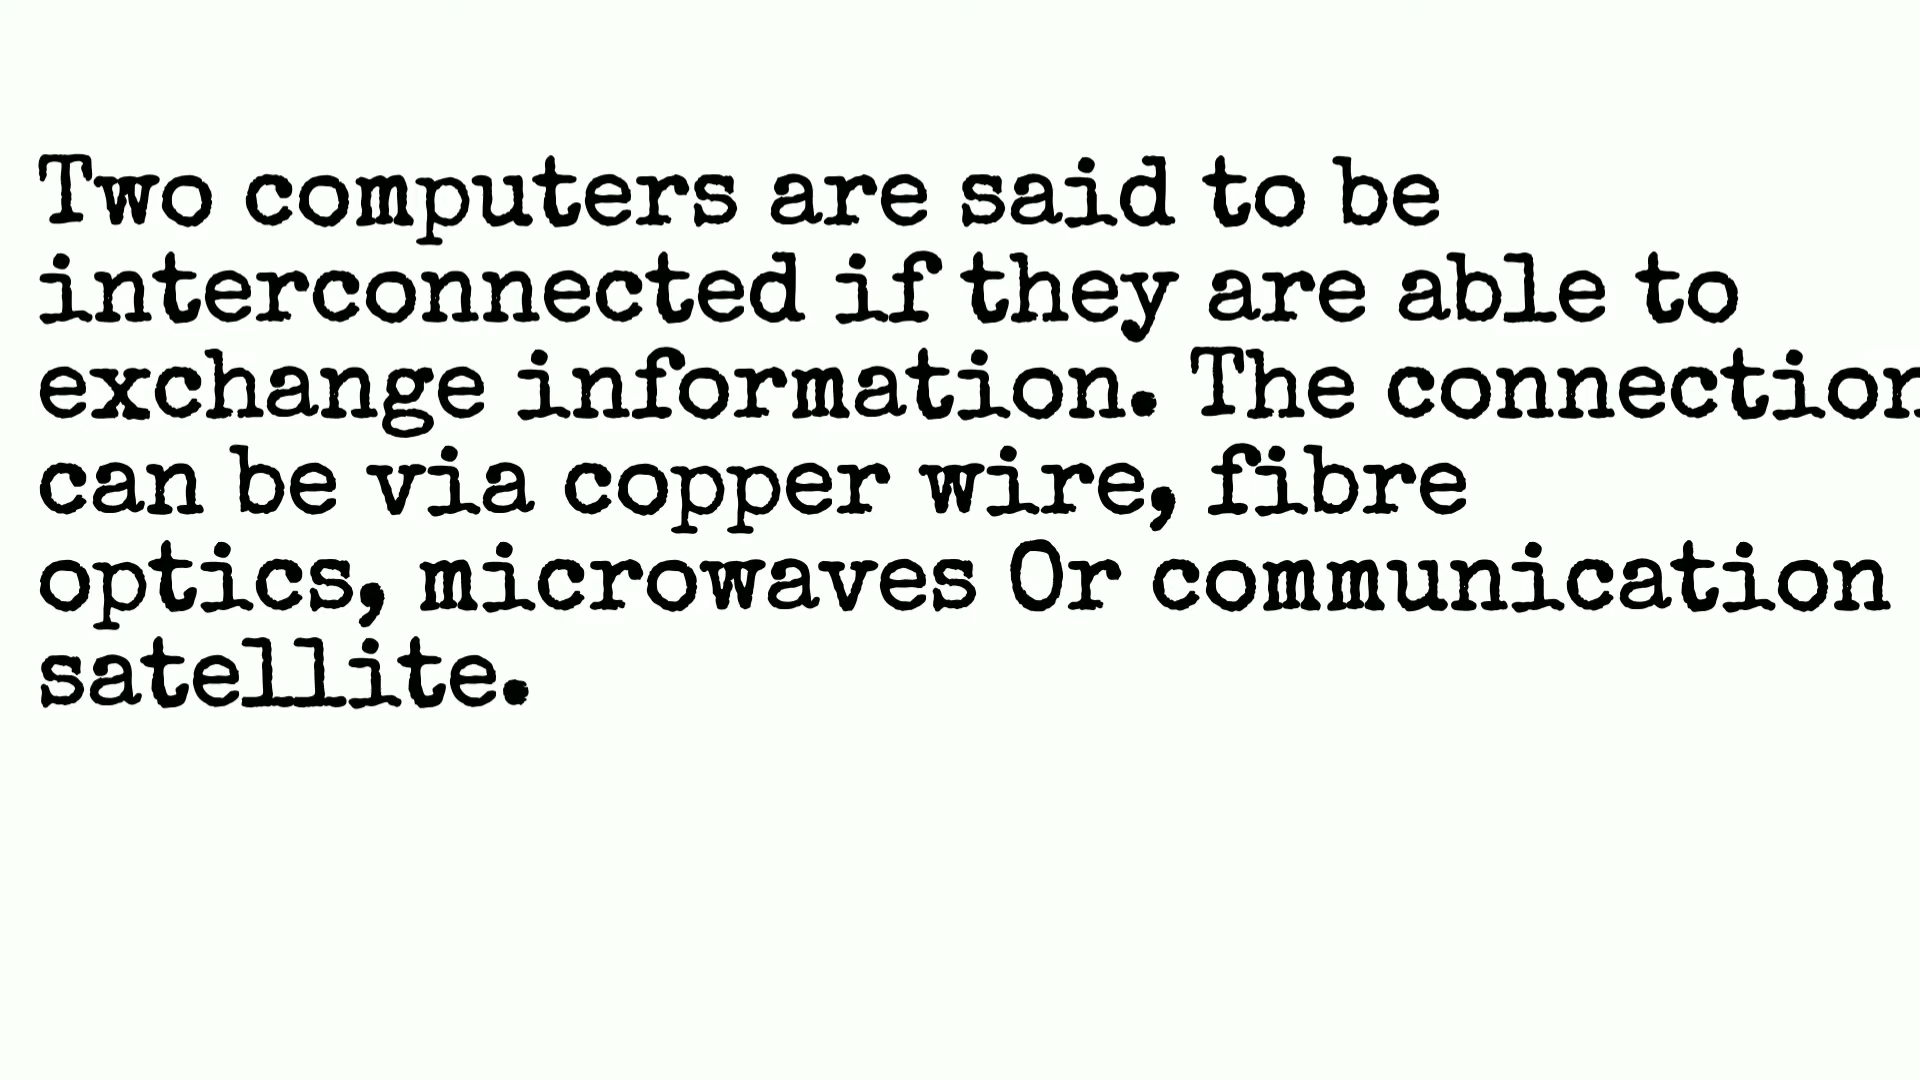 Two computers are said to be
interconnected if they are able to
exchange information. The connection
can be via copper wire, fibre
optics, microwaves Or communication
satellite.